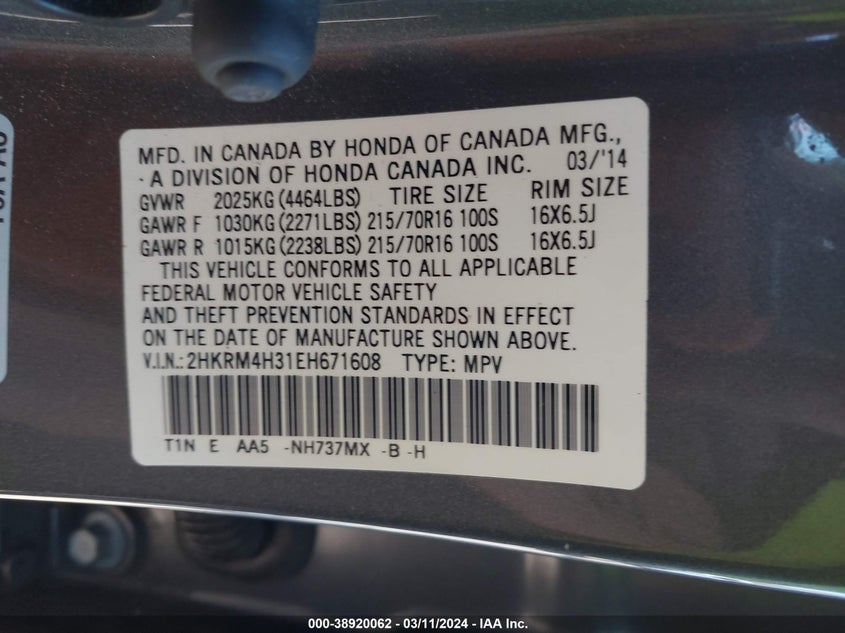 MFD. IN CANADA BY HONDA OF CANADA MFG.,
A DIVISION OF HONDA CANADA INC. 03/'14
GVWR 2025KG (4464LBS) TIRE SIZE RIM SIZE
GAWR F 1030KG (2271LBS) 215/70R16 100S 16X6.5J
GAWR R 1015KG (2238LBS) 215/70R16 100S 16X6.5J
THIS VEHICLE CONFORMS TO ALL APPLICABLE
FEDERAL MOTOR VEHICLE SAFETY
AND THEFT PREVENTION STANDARDS IN EFFECT
ON THE DATE OF MANUFACTURE SHOWN ABOVE.
V.I.N.: 2HKRM4H31EH671608 TYPE: MPV
T1N E AA5 -NH737MX -B -H
000-38920062 - 03/11/2024 - IAA Inc.